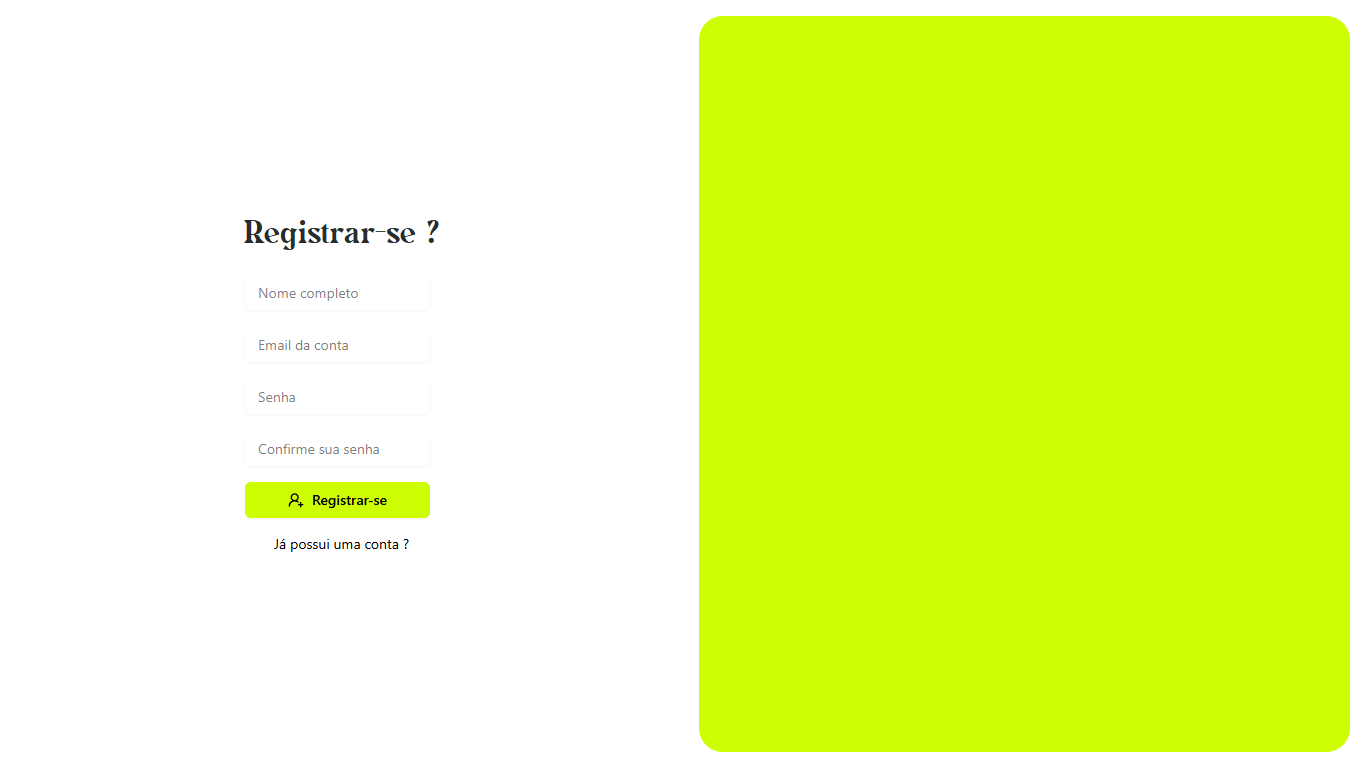 Registrar-se ?
Nome completo
Email da conta
Senha
Confirme sua senha
Registrar-se
Já possui uma conta ?